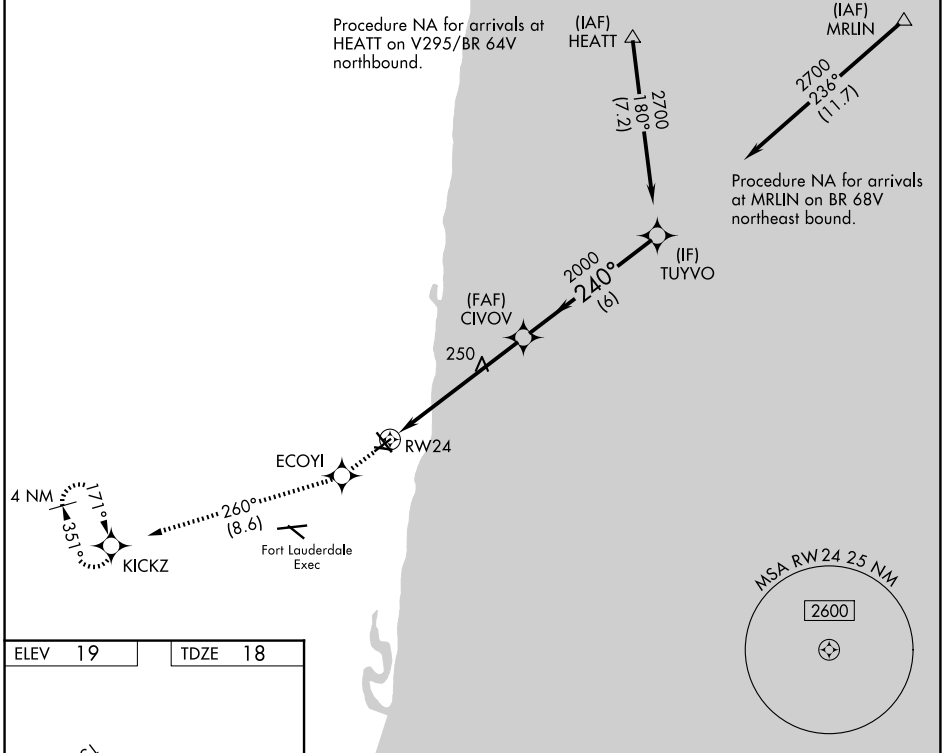 Procedure NA for arrivals at
HEATT on V295/BR 64V
northbound.
(IAF)
HEATT
(IAF)
MRLIN
2700
180°
(7.2)
2700
236°
(11.7)
Procedure NA for arrivals
at MRLIN on BR 68V
northeast bound.
(IF)
TUYVO
2000
240°
(6)
(FAF)
CIVOV
250
RW24
ECOYI
260°
(8.6)
4 NM
171°
351°
KICKZ
Fort Lauderdale
Exec
MSA RW24 25 NM
2600
ELEV 19
TDZE 18